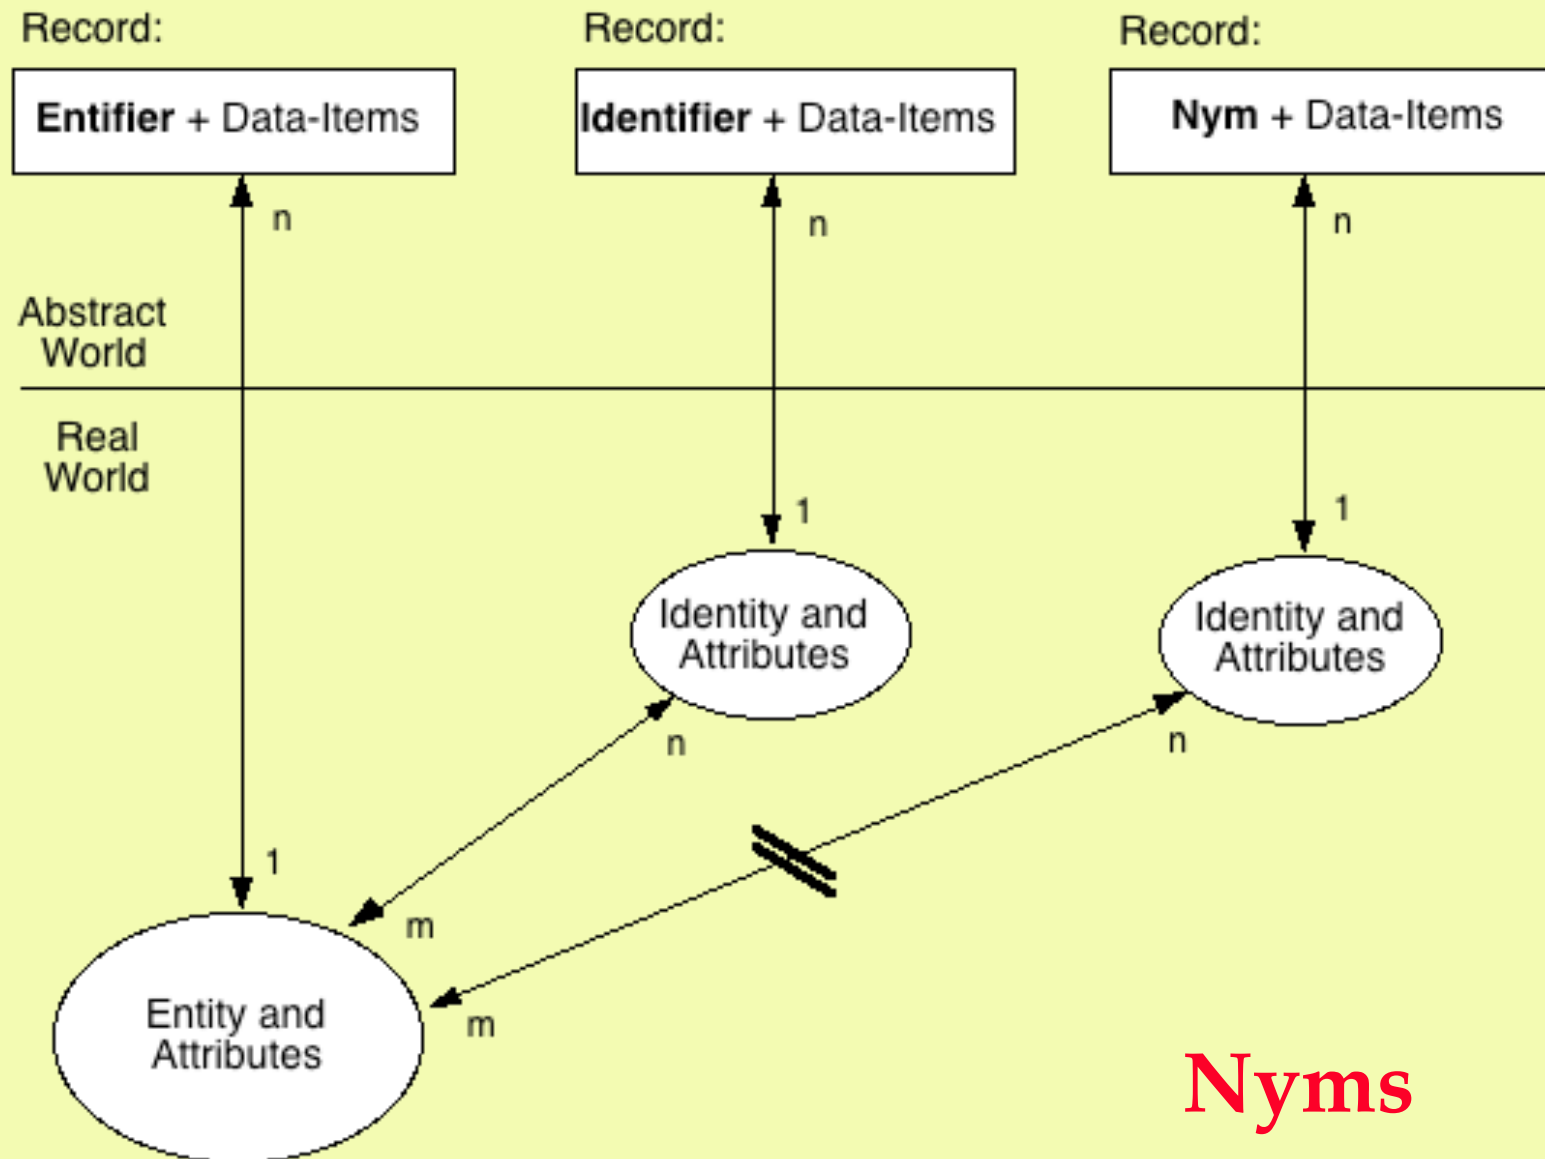 Record:
Record:
Record:
Entifier + Data-Items
Identifier + Data-Items
Nym + Data-Items
n
n
n
Abstract
World
Real
World
1
1
Identity and
Attributes
Identity and
Attributes
n
n
1
m
m
Entity and
Attributes
Nyms